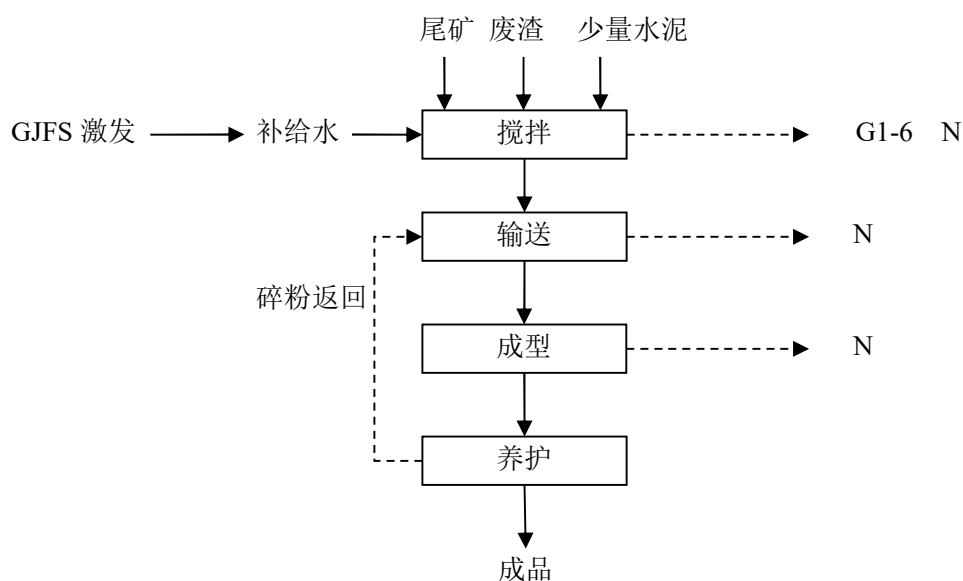 尾矿 废渣 少量水泥
GJFS 激发 补给水 搅拌 G1-6 N
输送 N
碎粉返回
成型 N
养护
成品